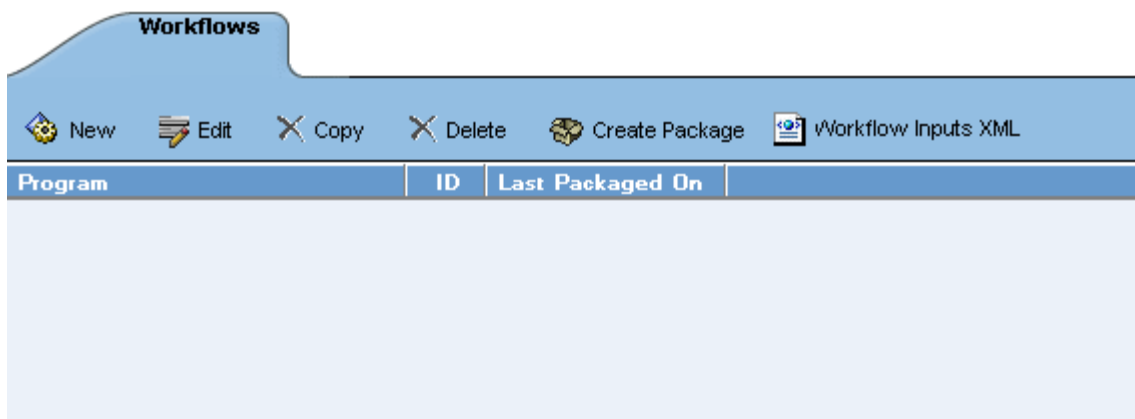 Workflows
New Edit Copy Delete Create Package Workflow Inputs XML
Program ID Last Packaged On